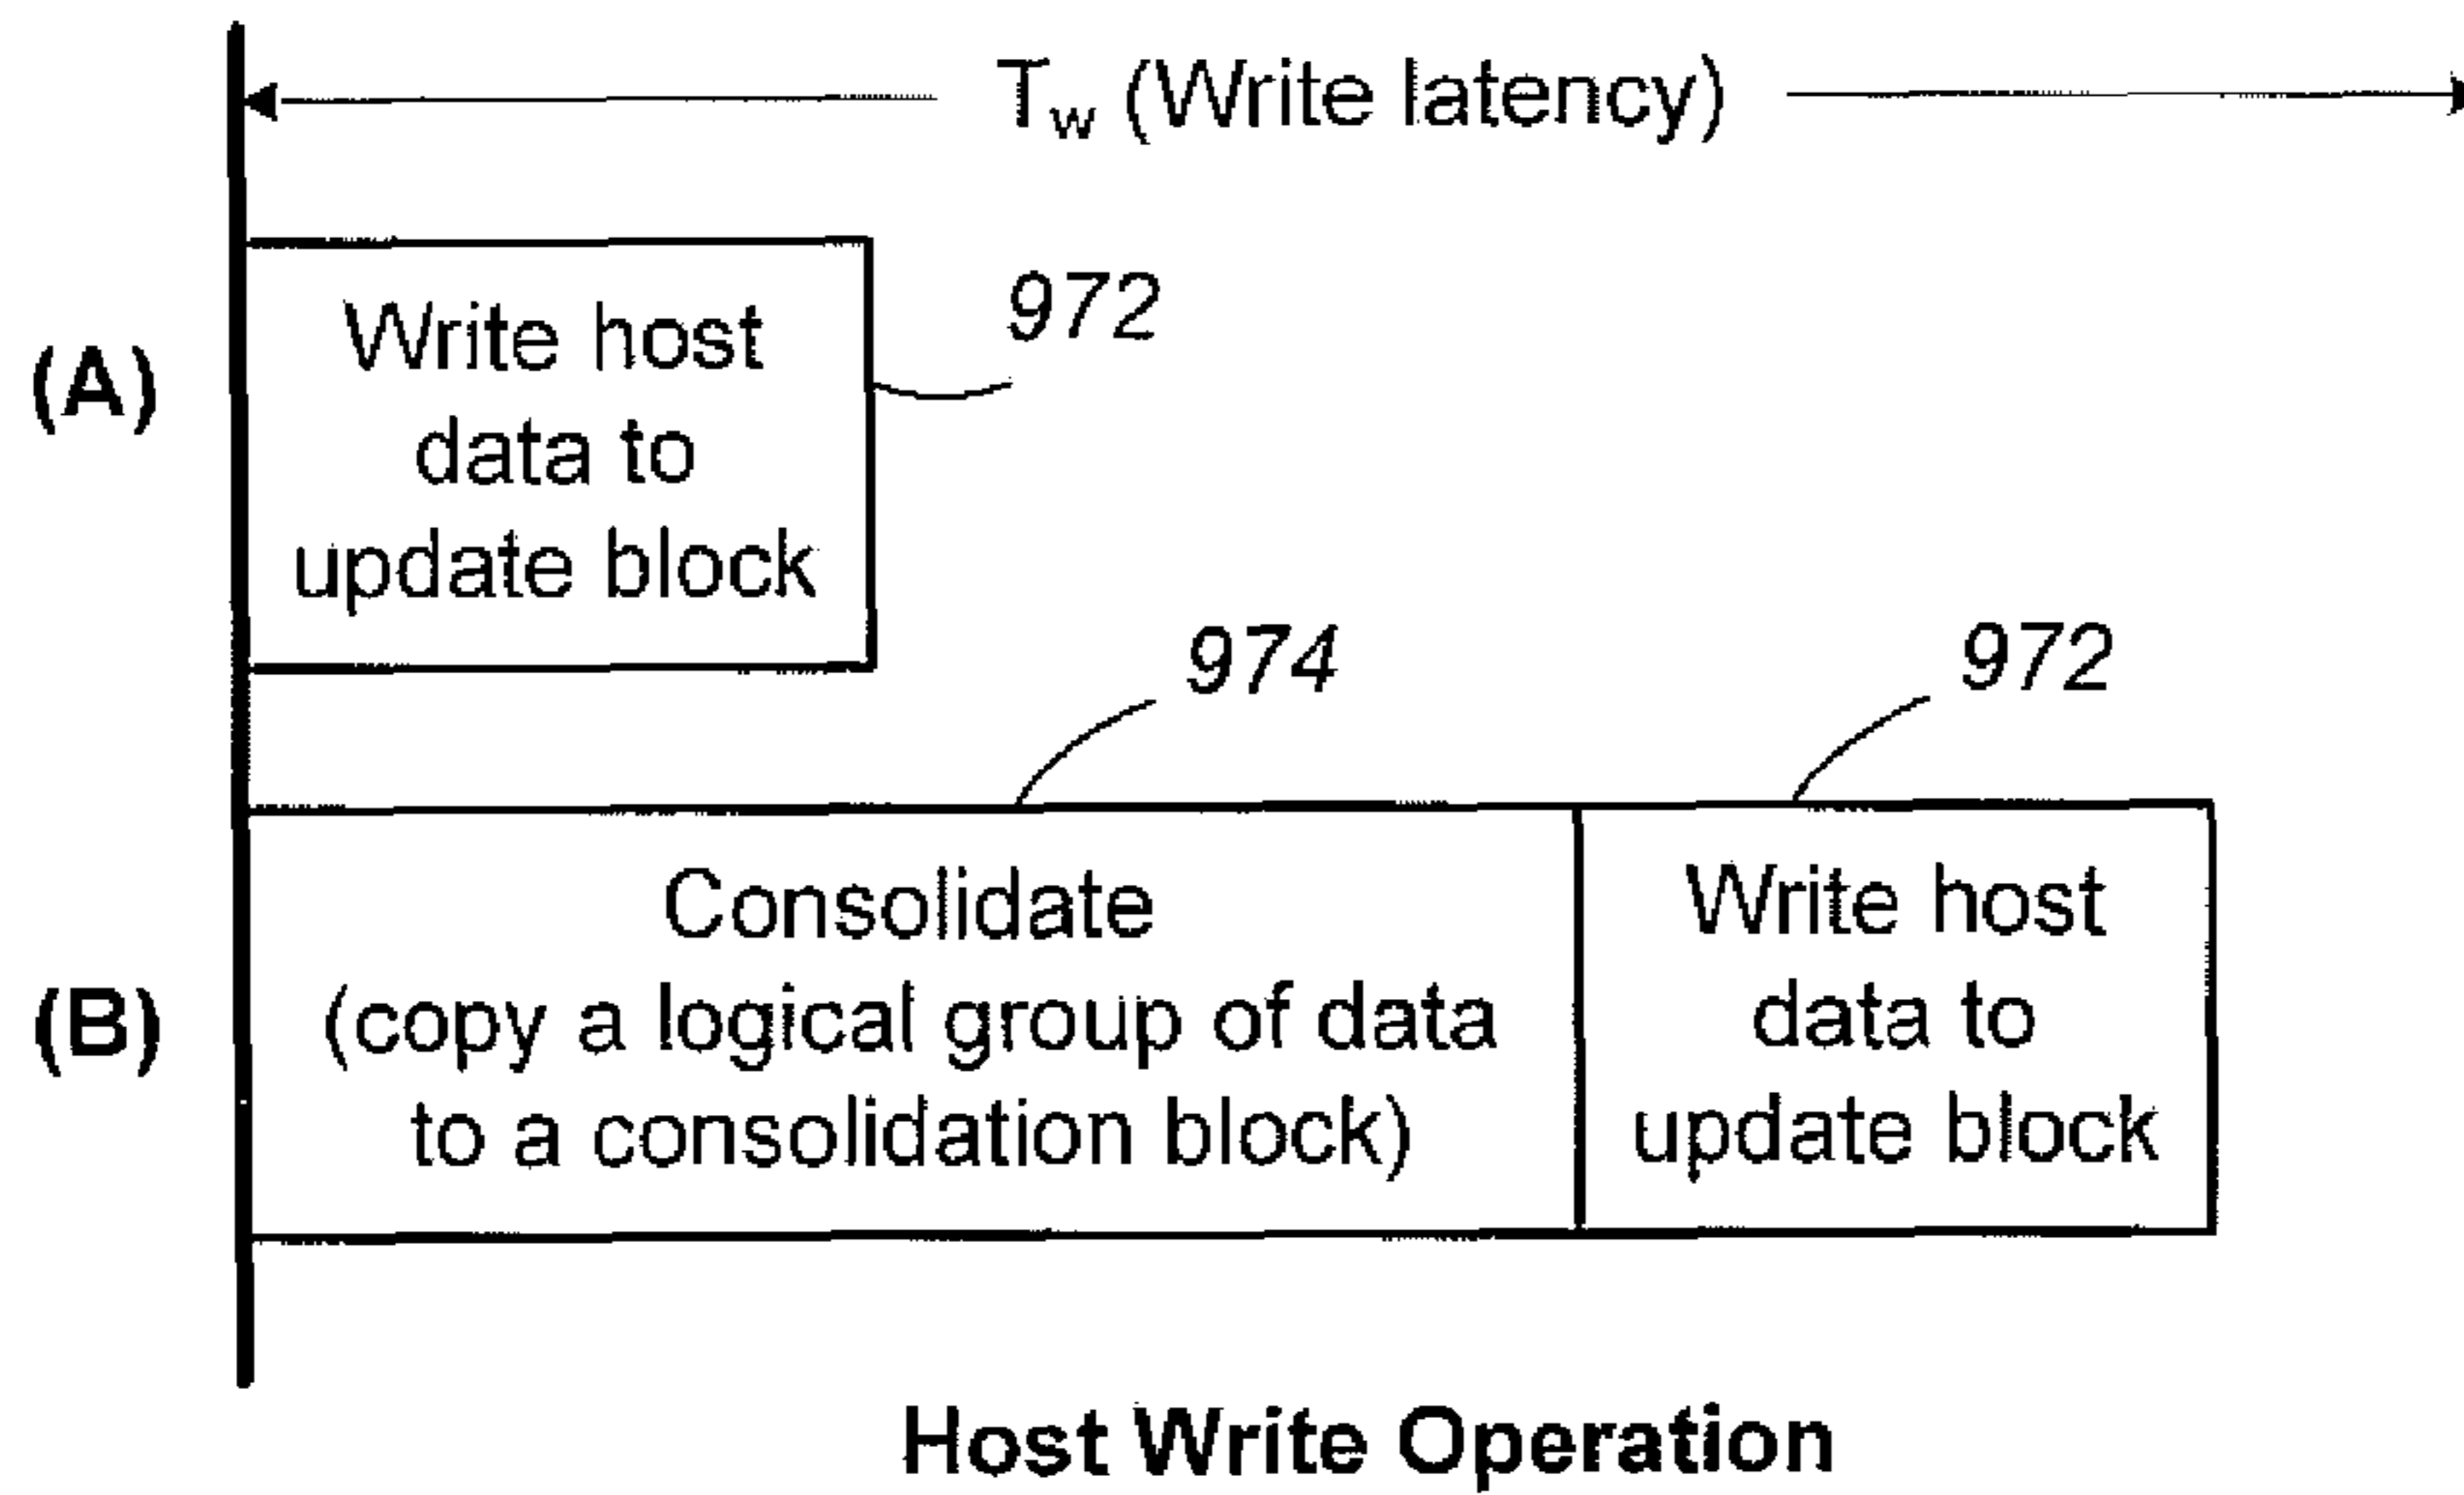 T_w (Write latency)
(A)
Write host
data to
update block
972
974
972
(B)
Consolidate
(copy a logical group of data
to a consolidation block)
Write host
data to
update block
Host Write Operation